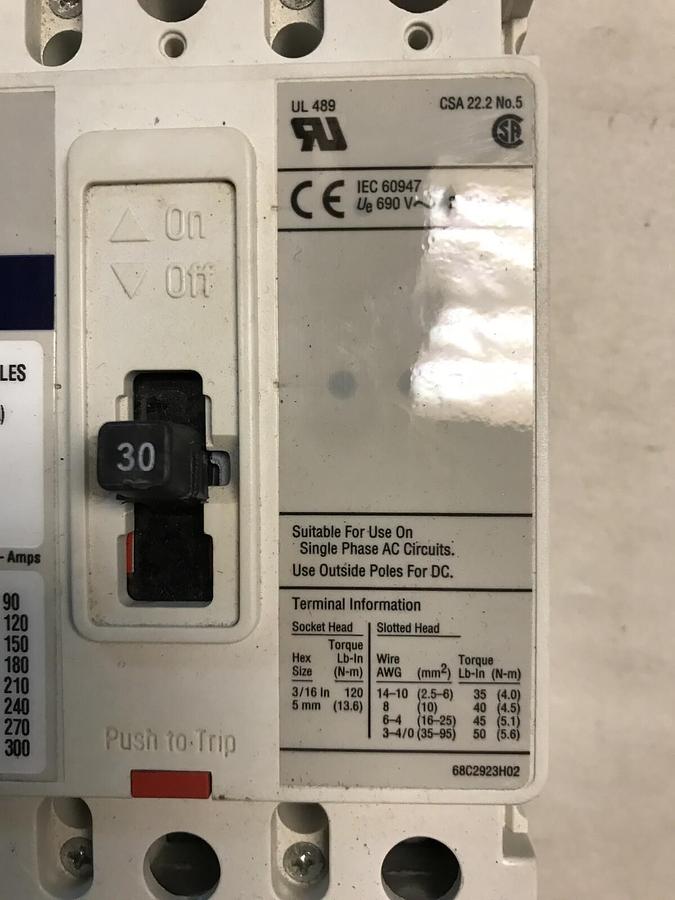 UL 489
CSA 22.2 No.5
CE
IEC 60947
Ue 690 V~
△ On
▽ Off
LES
)
30
- Amps
90
120
150
180
210
240
270
300
Suitable For Use On
Single Phase AC Circuits.
Use Outside Poles For DC.
Terminal Information
Socket Head
Hex Size Torque Lb-In (N-m)
3/16 In 120
5 mm (13.6)
Slotted Head
Wire AWG (mm²) Torque Lb-In (N-m)
14-10 (2.5-6) 35 (4.0)
8 (10) 40 (4.5)
6-4 (16-25) 45 (5.1)
3-4/0 (35-95) 50 (5.6)
Push to Trip
68C2923H02